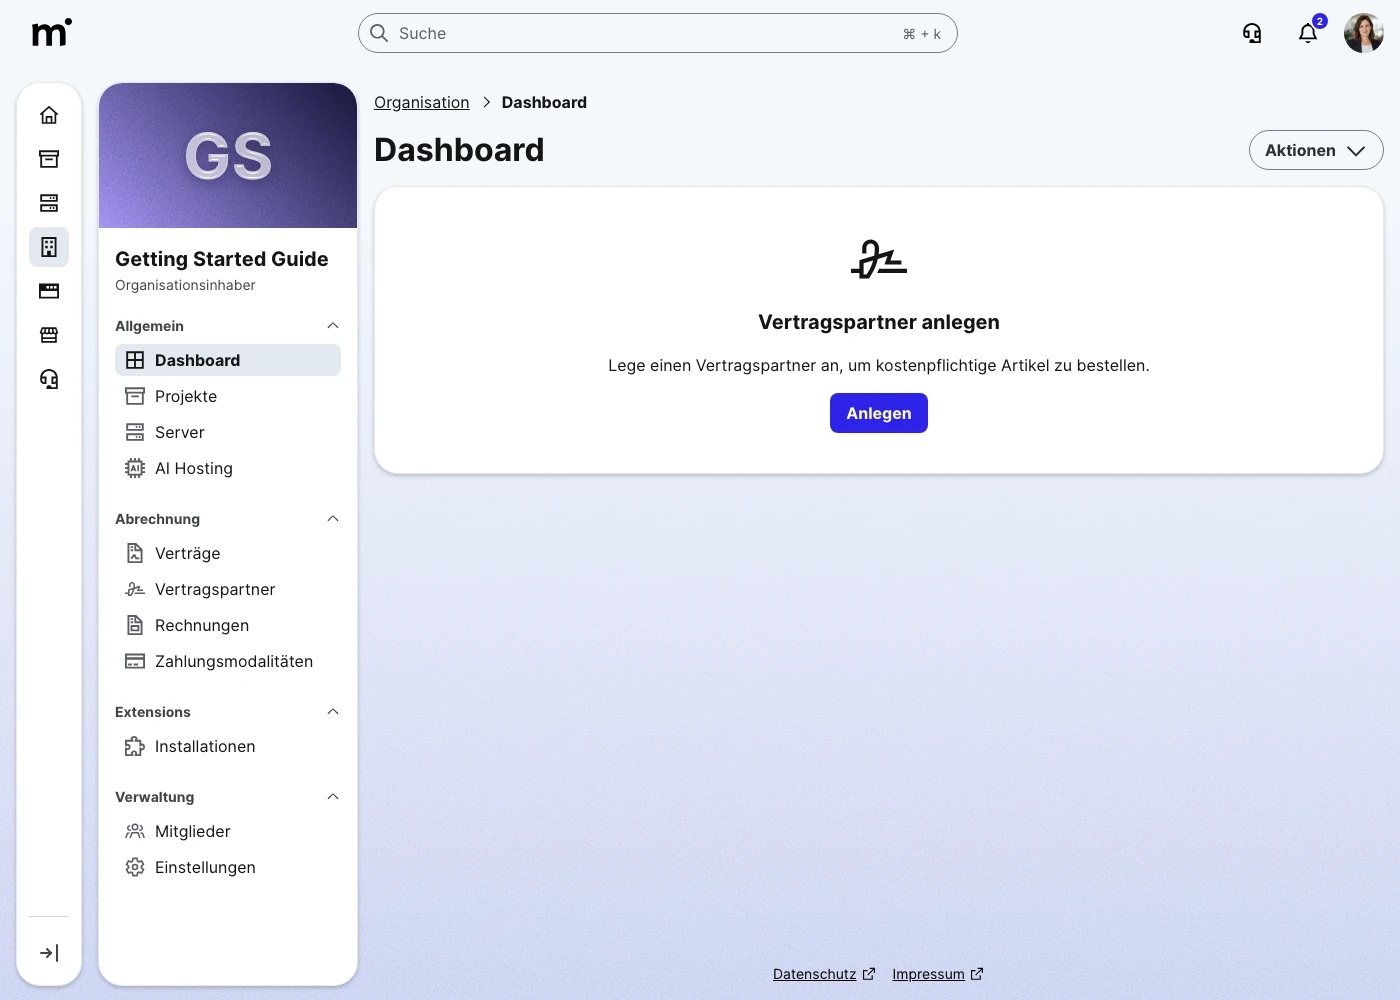 m
Suche
⌘ + k
2
GS
Getting Started Guide
Organisationsinhaber
Allgemein
Dashboard
Projekte
Server
AI Hosting
Abrechnung
Verträge
Vertragspartner
Rechnungen
Zahlungsmodalitäten
Extensions
Installationen
Verwaltung
Mitglieder
Einstellungen
Organisation > Dashboard
Dashboard
Aktionen
Vertragspartner anlegen
Lege einen Vertragspartner an, um kostenpflichtige Artikel zu bestellen.
Anlegen
Datenschutz
Impressum